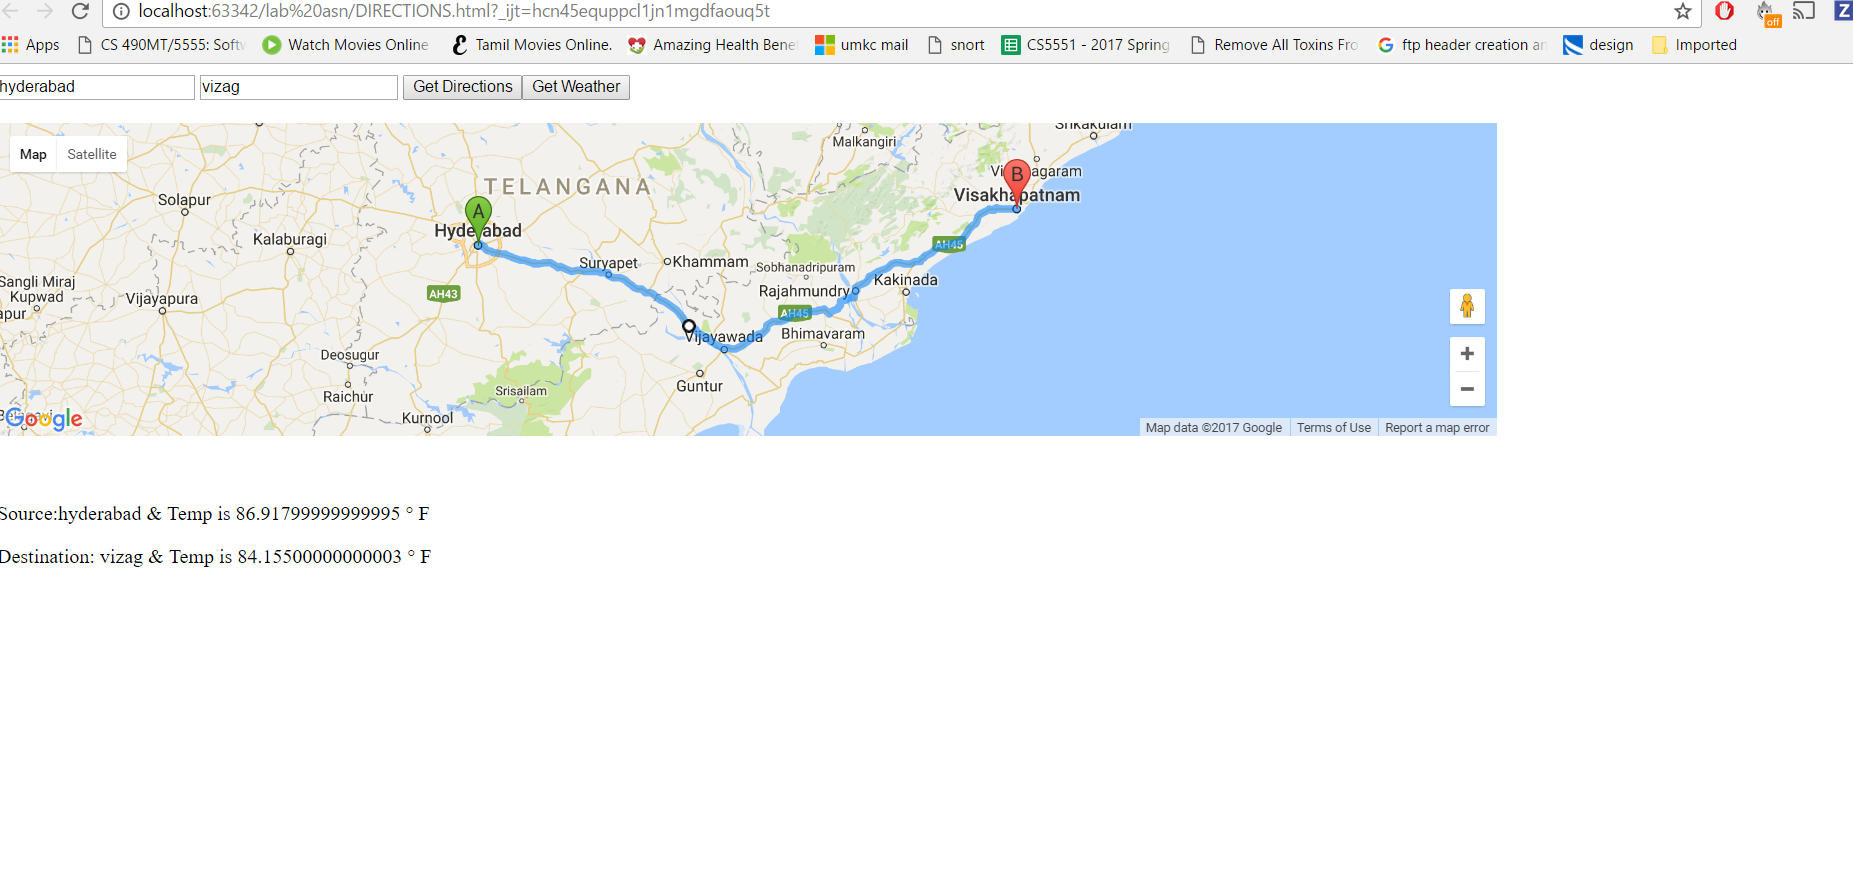 localhost:63342/lab%20asn/DIRECTIONS.html?_ijt=hcn45equppcl1jn1mgdfaouq5t
off
Z
Apps CS 490MT/5555: Softw Watch Movies Online Tamil Movies Online. Amazing Health Bene umkc mail snort CS5551 - 2017 Spring Remove All Toxins Fro ftp header creation an design Imported
hyderabad vizag Get Directions Get Weather
Srikakulam
Malkangiri
Map Satellite
B
Visakhapatnam
TELANGANA
Solapur
A
Hyderabad
Kalaburagi
AH45
Suryapet Khammam Sobhanadripuram
Sangli Miraj
Kupwad
Kakinada
Rajahmundry
AH43
Vijayapura
apur
AH45
Vijayawada Bhimavaram
Deosugur
Guntur
Srisailam
Raichur
Kurnool
Google
Map data ©2017 Google Terms of Use Report a map error
Source:hyderabad & Temp is 86.91799999999995 ° F
Destination: vizag & Temp is 84.15500000000003 ° F